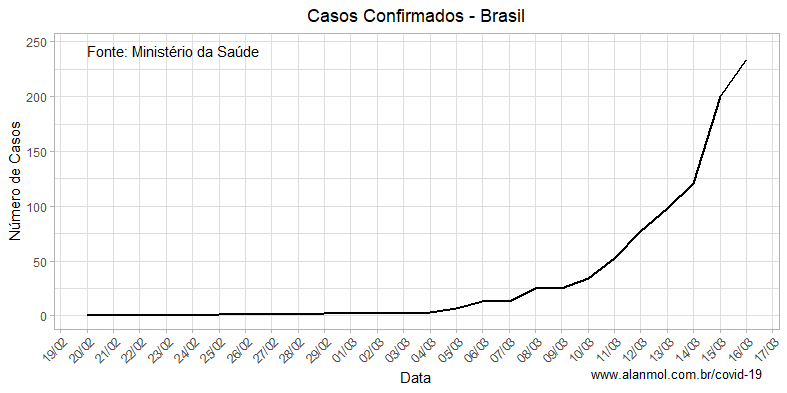 Casos Confirmados - Brasil
Fonte: Ministério da Saúde
Número de Casos
250
200
150
100
50
0
19/02 20/02 21/02 22/02 23/02 24/02 25/02 26/02 27/02 28/02 29/02 01/03 02/03 03/03 04/03 05/03 06/03 07/03 08/03 09/03 10/03 11/03 12/03 13/03 14/03 15/03 16/03 17/03
Data
www.alanmol.com.br/covid-19